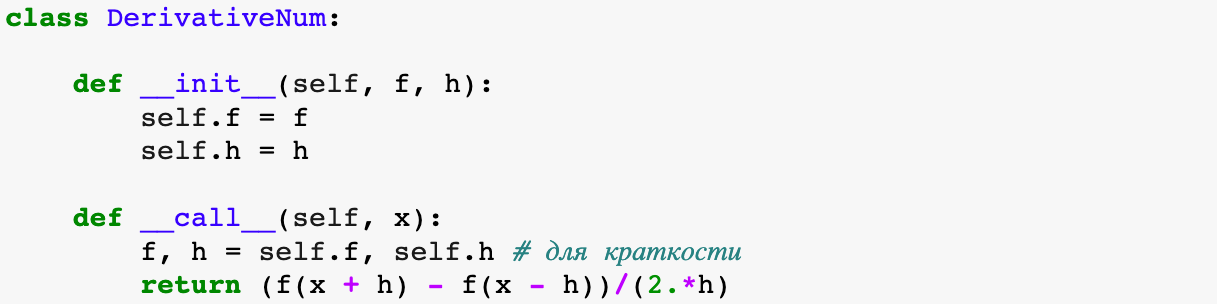 class DerivativeNum:
    def __init__(self, f, h):
        self.f = f
        self.h = h
    def __call__(self, x):
        f, h = self.f, self.h # для краткости
        return (f(x + h) - f(x - h))/(2.*h)